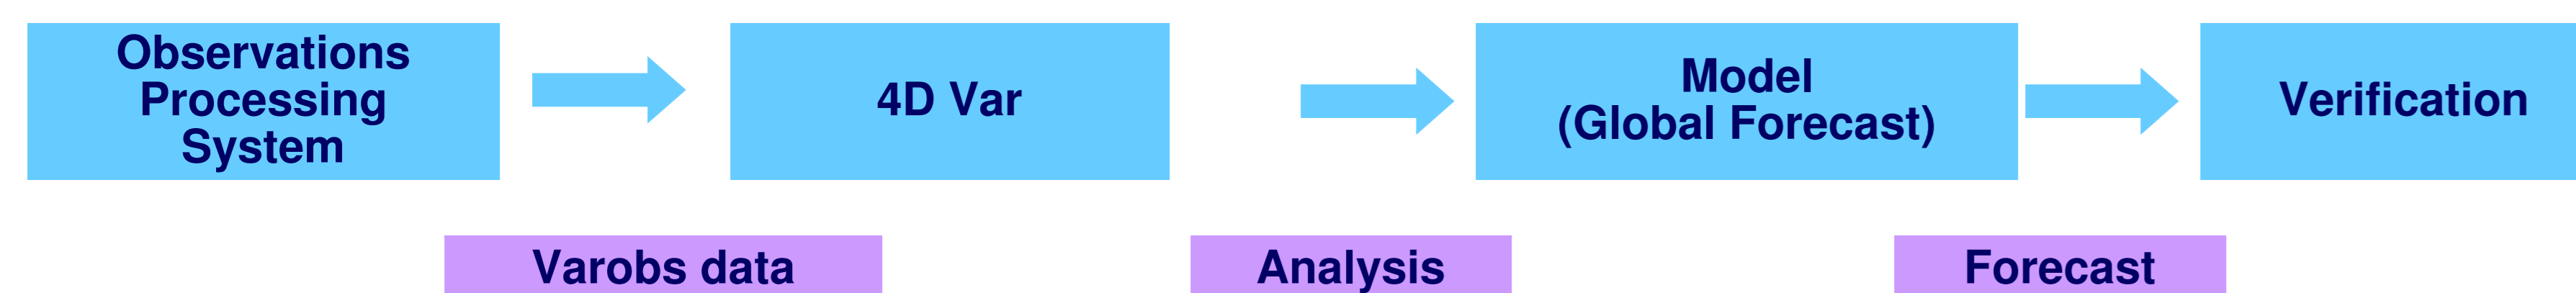 Observations
Processing
System
4D Var
Model
(Global Forecast)
Verification
Varobs data
Analysis
Forecast